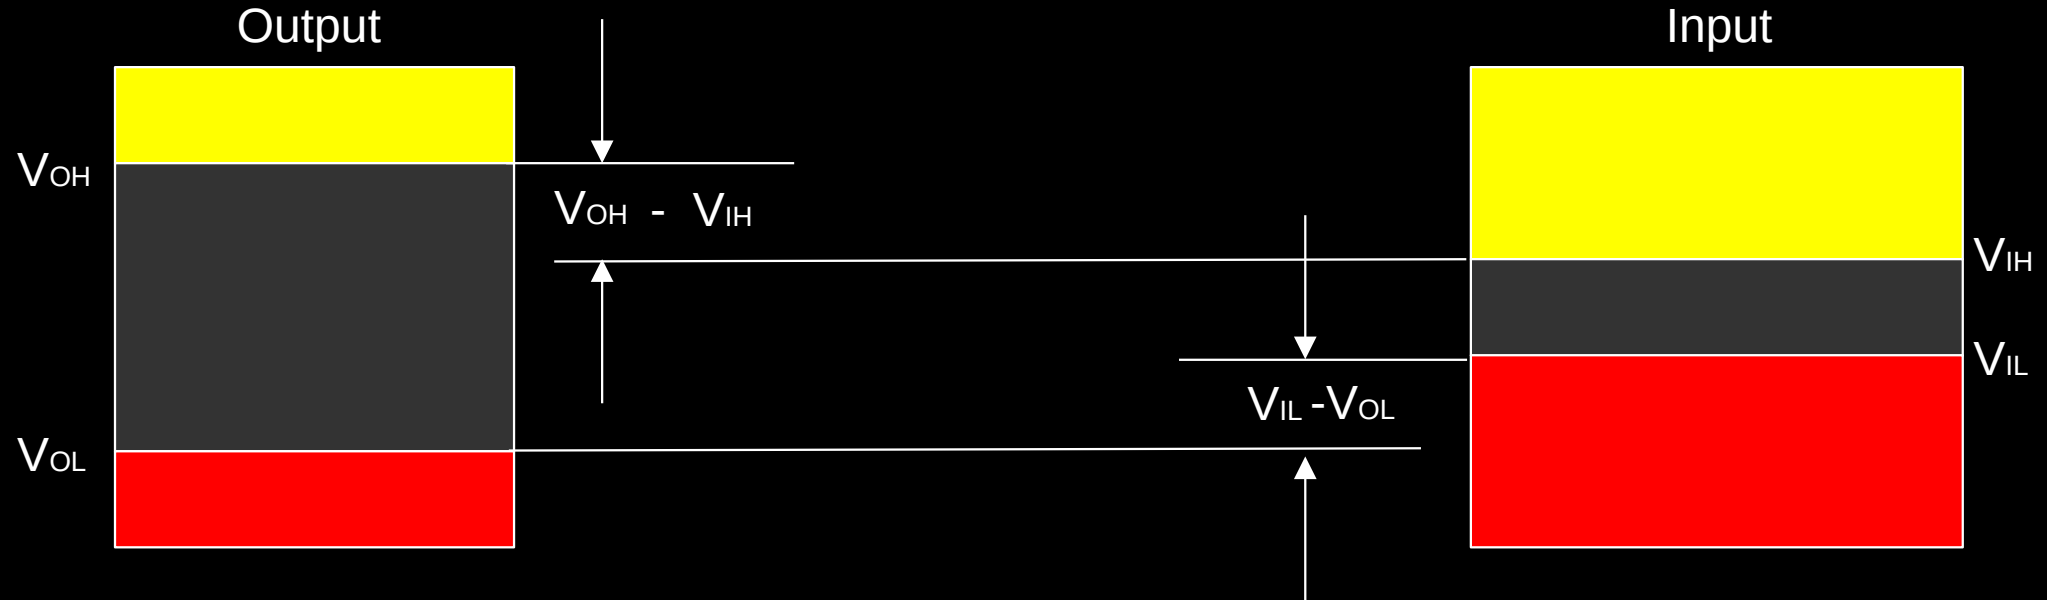 Output
Input
VOH
VOH - VIH
VIH
VIL
VIL -VOL
VOL